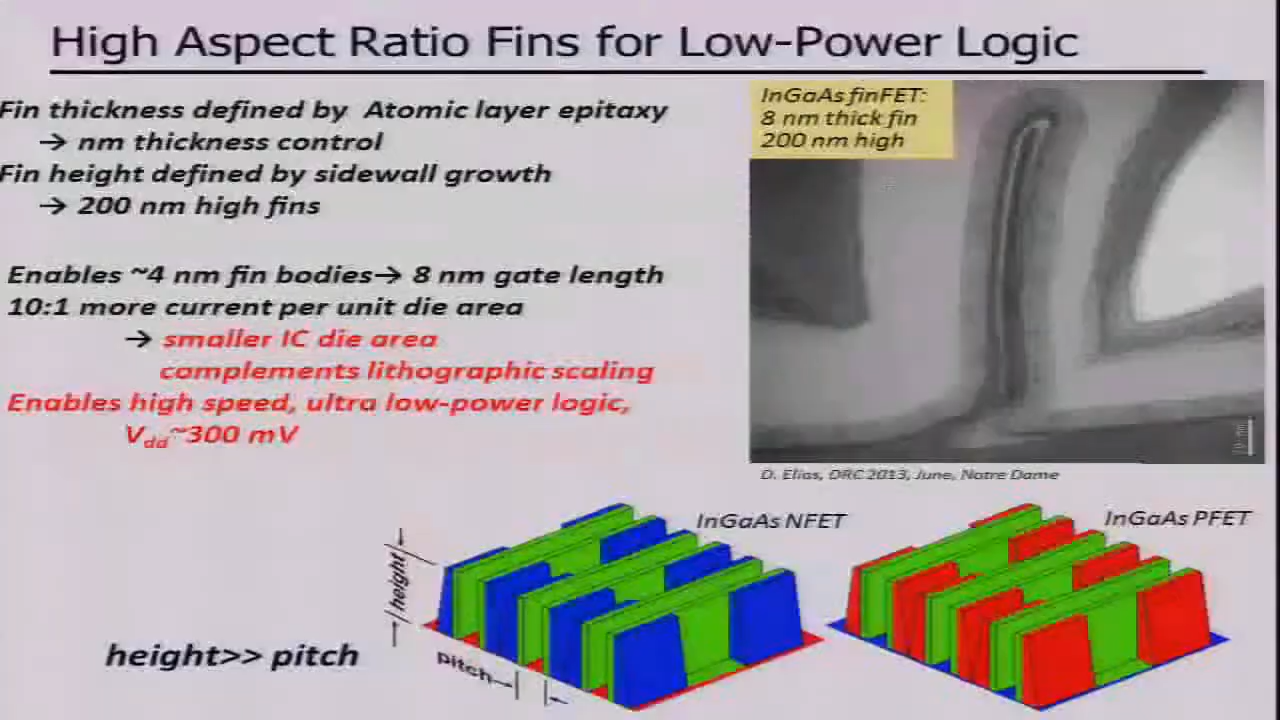 High Aspect Ratio Fins for Low-Power Logic
Fin thickness defined by Atomic layer epitaxy
→ nm thickness control
Fin height defined by sidewall growth
→ 200 nm high fins
Enables ~4 nm fin bodies→ 8 nm gate length
10:1 more current per unit die area
→ smaller IC die area
complements lithographic scaling
Enables high speed, ultra low-power logic,
Vdd~300 mV
InGaAs finFET:
8 nm thick fin
200 nm high
D. Elias, DRC 2013, June, Notre Dame
InGaAs NFET
InGaAs PFET
height
height>> pitch
pitch